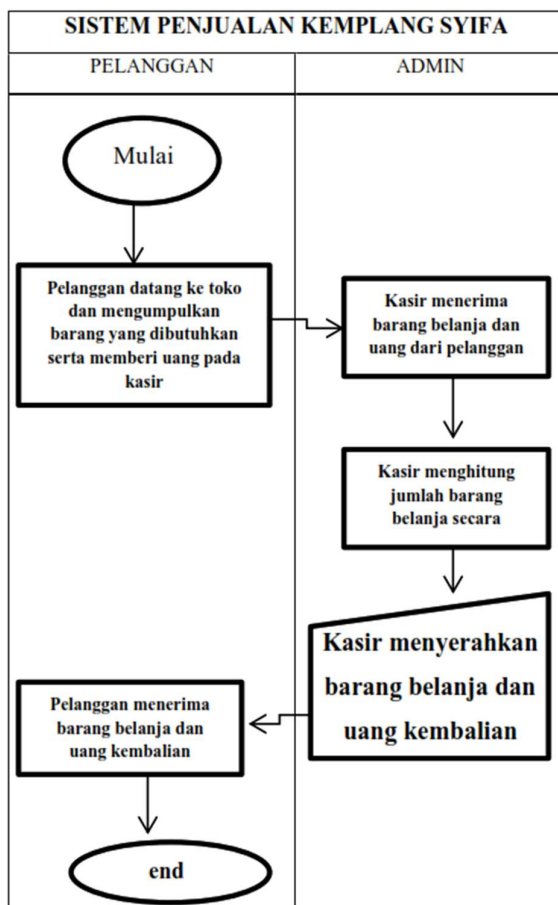 SISTEM PENJUALAN KEMPLANG SYIFA
PELANGGAN
ADMIN
Mulai
Pelanggan datang ke toko
dan mengumpulkan
barang yang dibutuhkan
serta memberi uang pada
kasir
Kasir menerima
barang belanja dan
uang dari pelanggan
Kasir menghitung
jumlah barang
belanja secara
Kasir menyerahkan
barang belanja dan
uang kembalian
Pelanggan menerima
barang belanja dan
uang kembalian
end